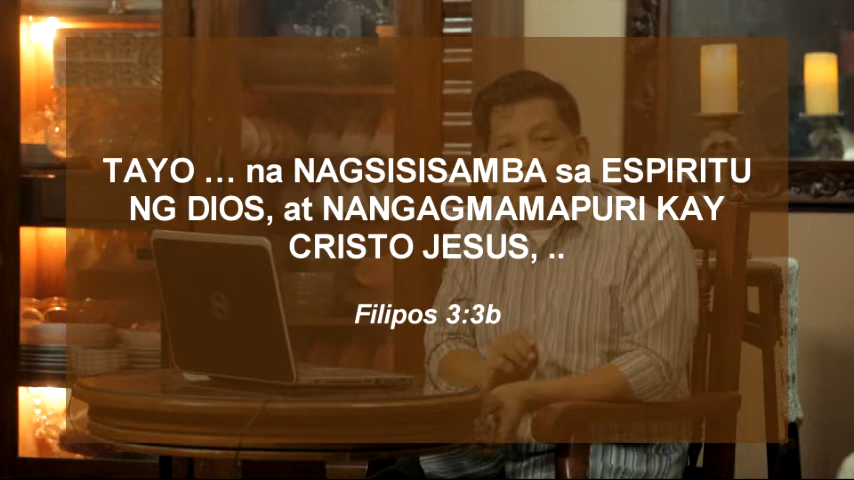 TAYO … na NAGSISISAMBA sa ESPIRITU
NG DIOS, at NANGAGMAMAPURI KAY
CRISTO JESUS, ..
Filipos 3:3b